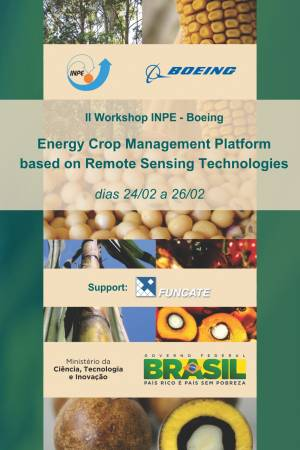 INPE
BOEING
II Workshop INPE - Boeing
Energy Crop Management Platform
based on Remote Sensing Technologies
dias 24/02 a 26/02
Support:
FUNCATE
Ministério da
Ciência, Tecnologia
e Inovação
GOVERNO FEDERAL
BRASIL
PAÍS RICO É PAÍS SEM POBREZA